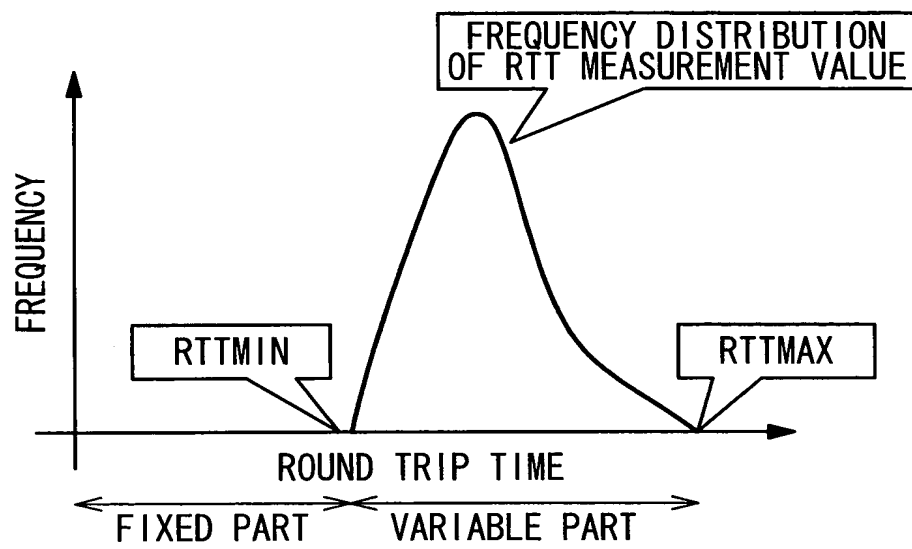 FREQUENCY DISTRIBUTION
OF RTT MEASUREMENT VALUE
FREQUENCY
RTTMIN
RTTMAX
ROUND TRIP TIME
FIXED PART
VARIABLE PART